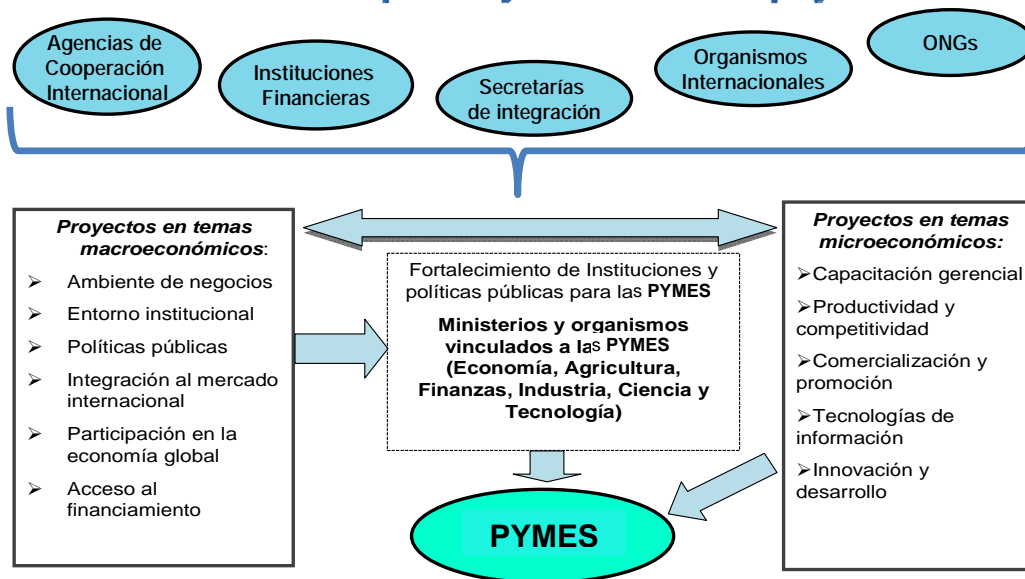 Agencias de
Cooperación
Internacional
Instituciones
Financieras
Secretarías
de integración
Organismos
Internacionales
ONGs
Proyectos en temas
macroeconómicos:
➢ Ambiente de negocios
➢ Entorno institucional
➢ Políticas públicas
➢ Integración al mercado
internacional
➢ Participación en la
economía global
➢ Acceso al
financiamiento
Fortalecimiento de Instituciones y
políticas públicas para las PYMES
Ministerios y organismos
vinculados a las PYMES
(Economía, Agricultura,
Finanzas, Industria, Ciencia y
Tecnología)
Proyectos en temas
microeconómicos:
➢Capacitación gerencial
➢Productividad y
competitividad
➢Comercialización y
promoción
➢Tecnologías de
información
➢Innovación y
desarrollo
PYMES